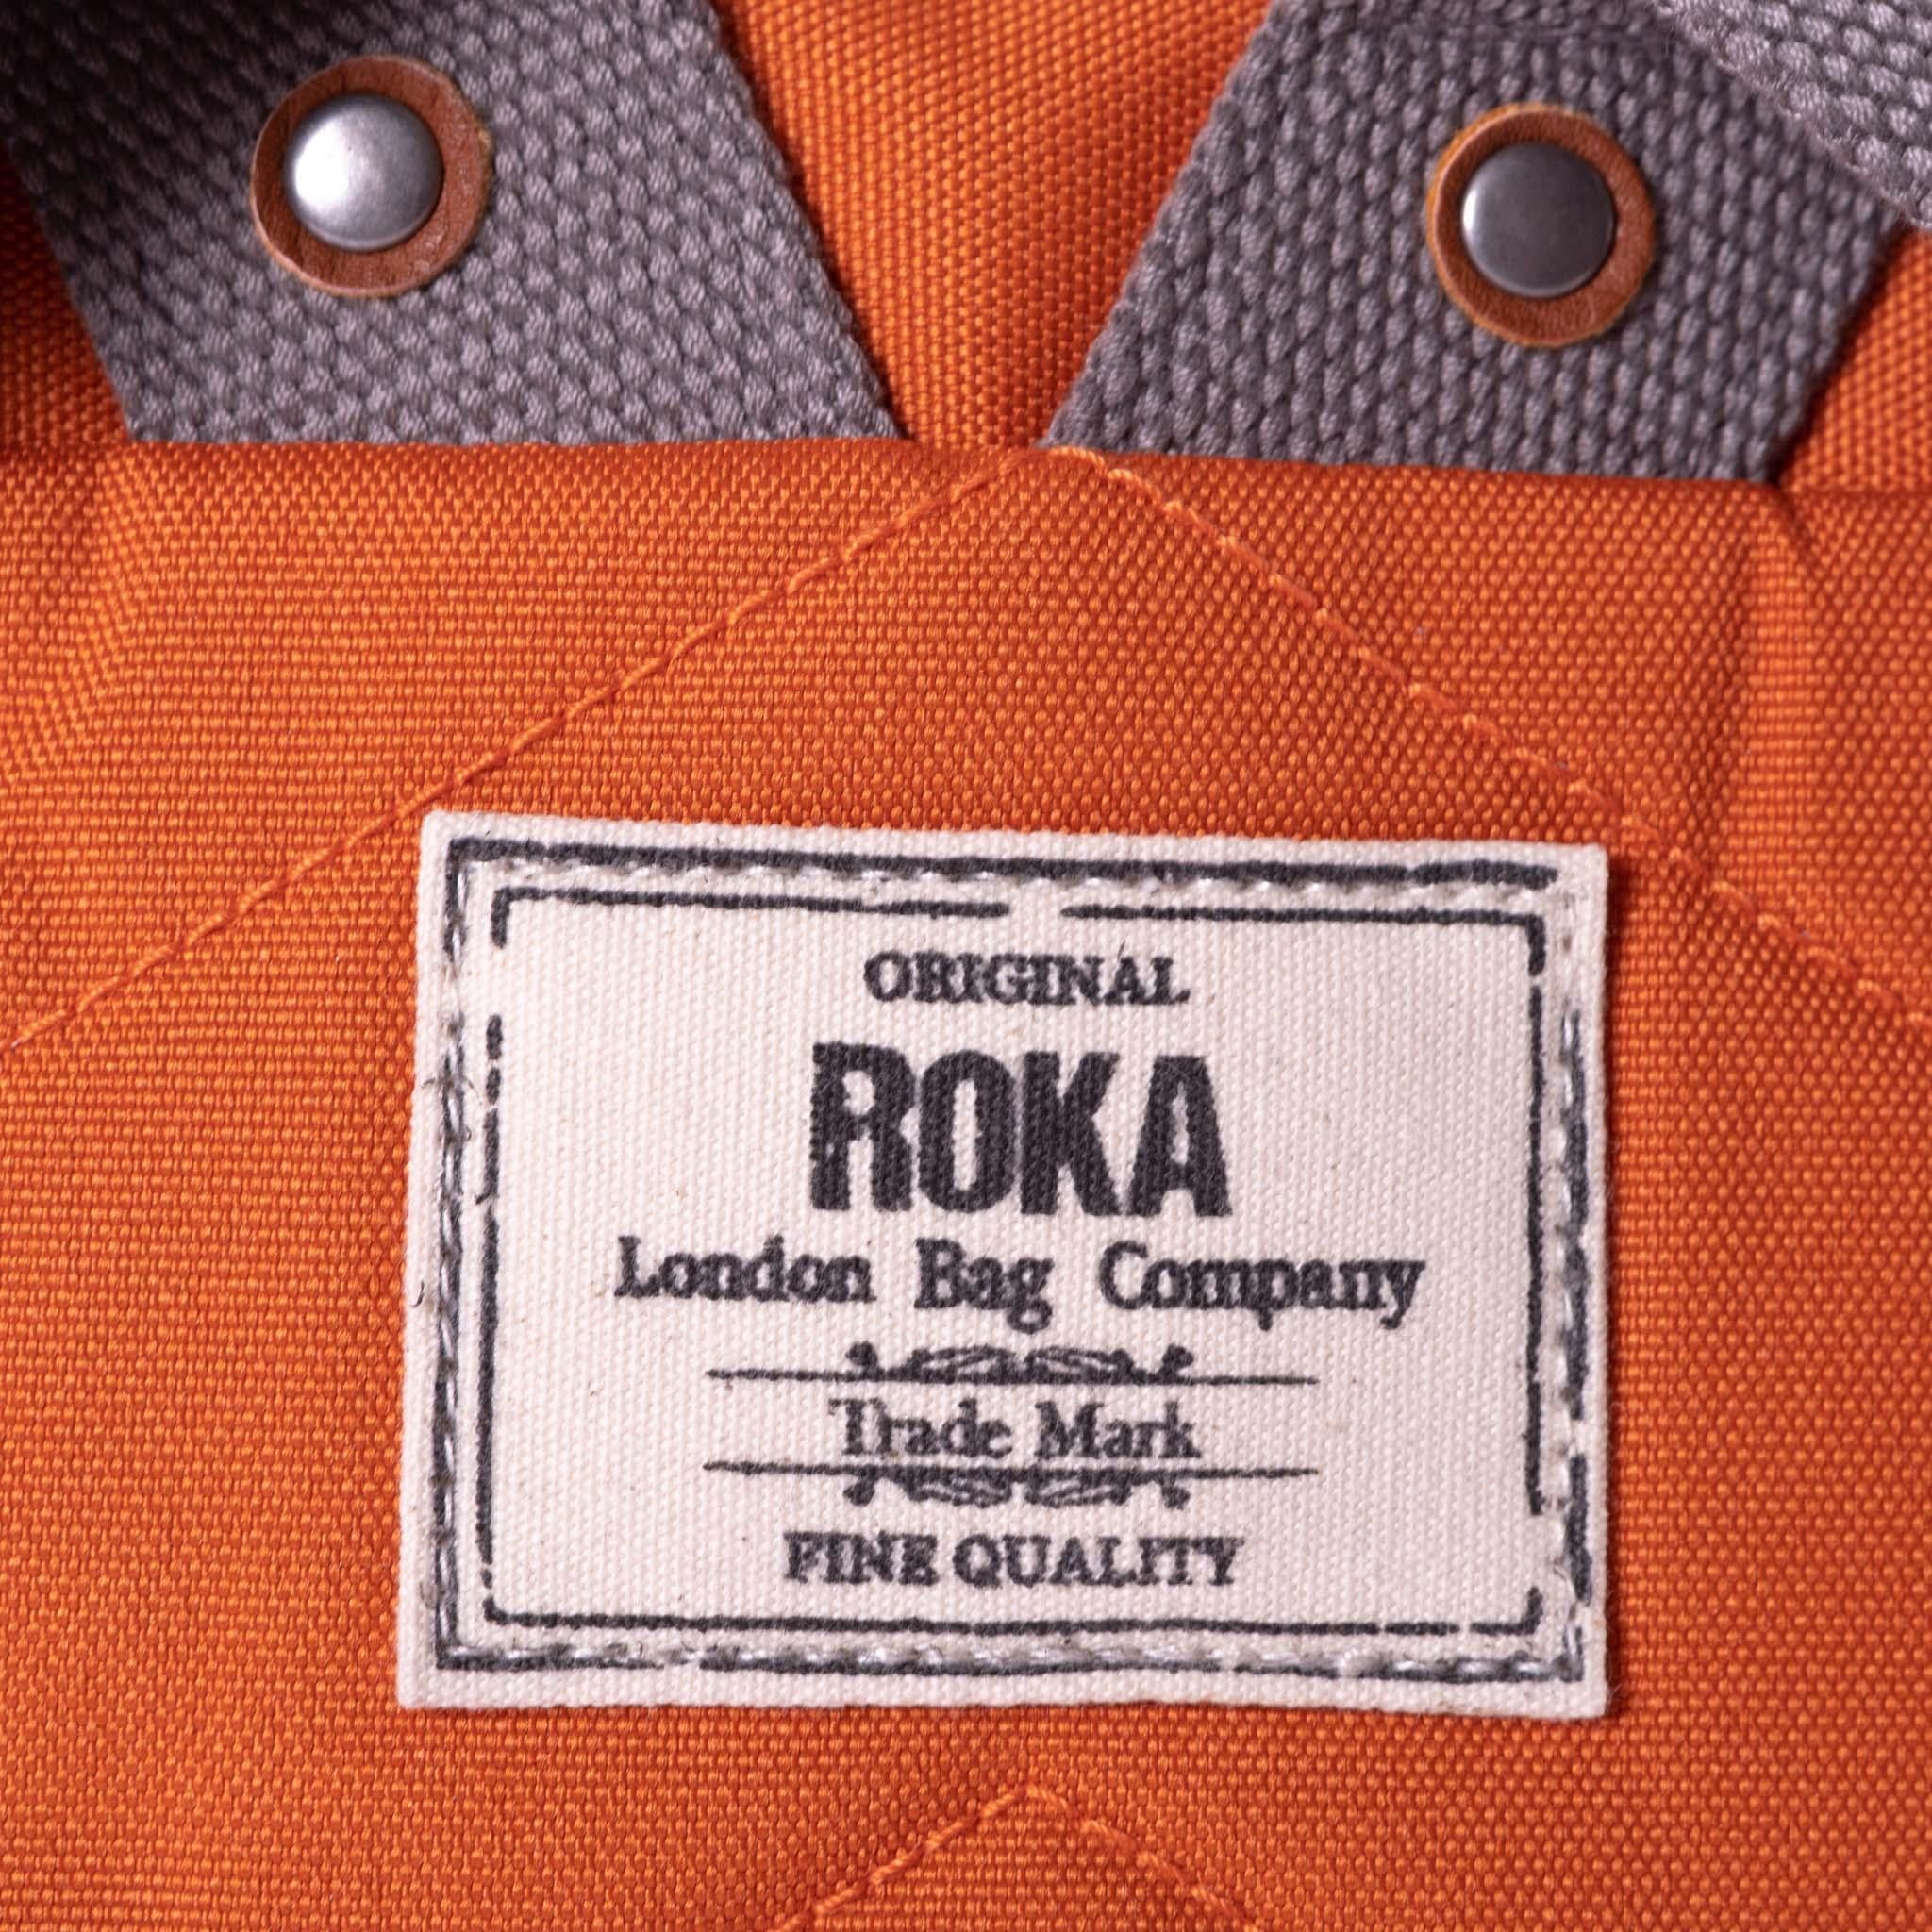 ORIGINAL
ROKA
London Bag Company
Trade Mark
FINE QUALITY